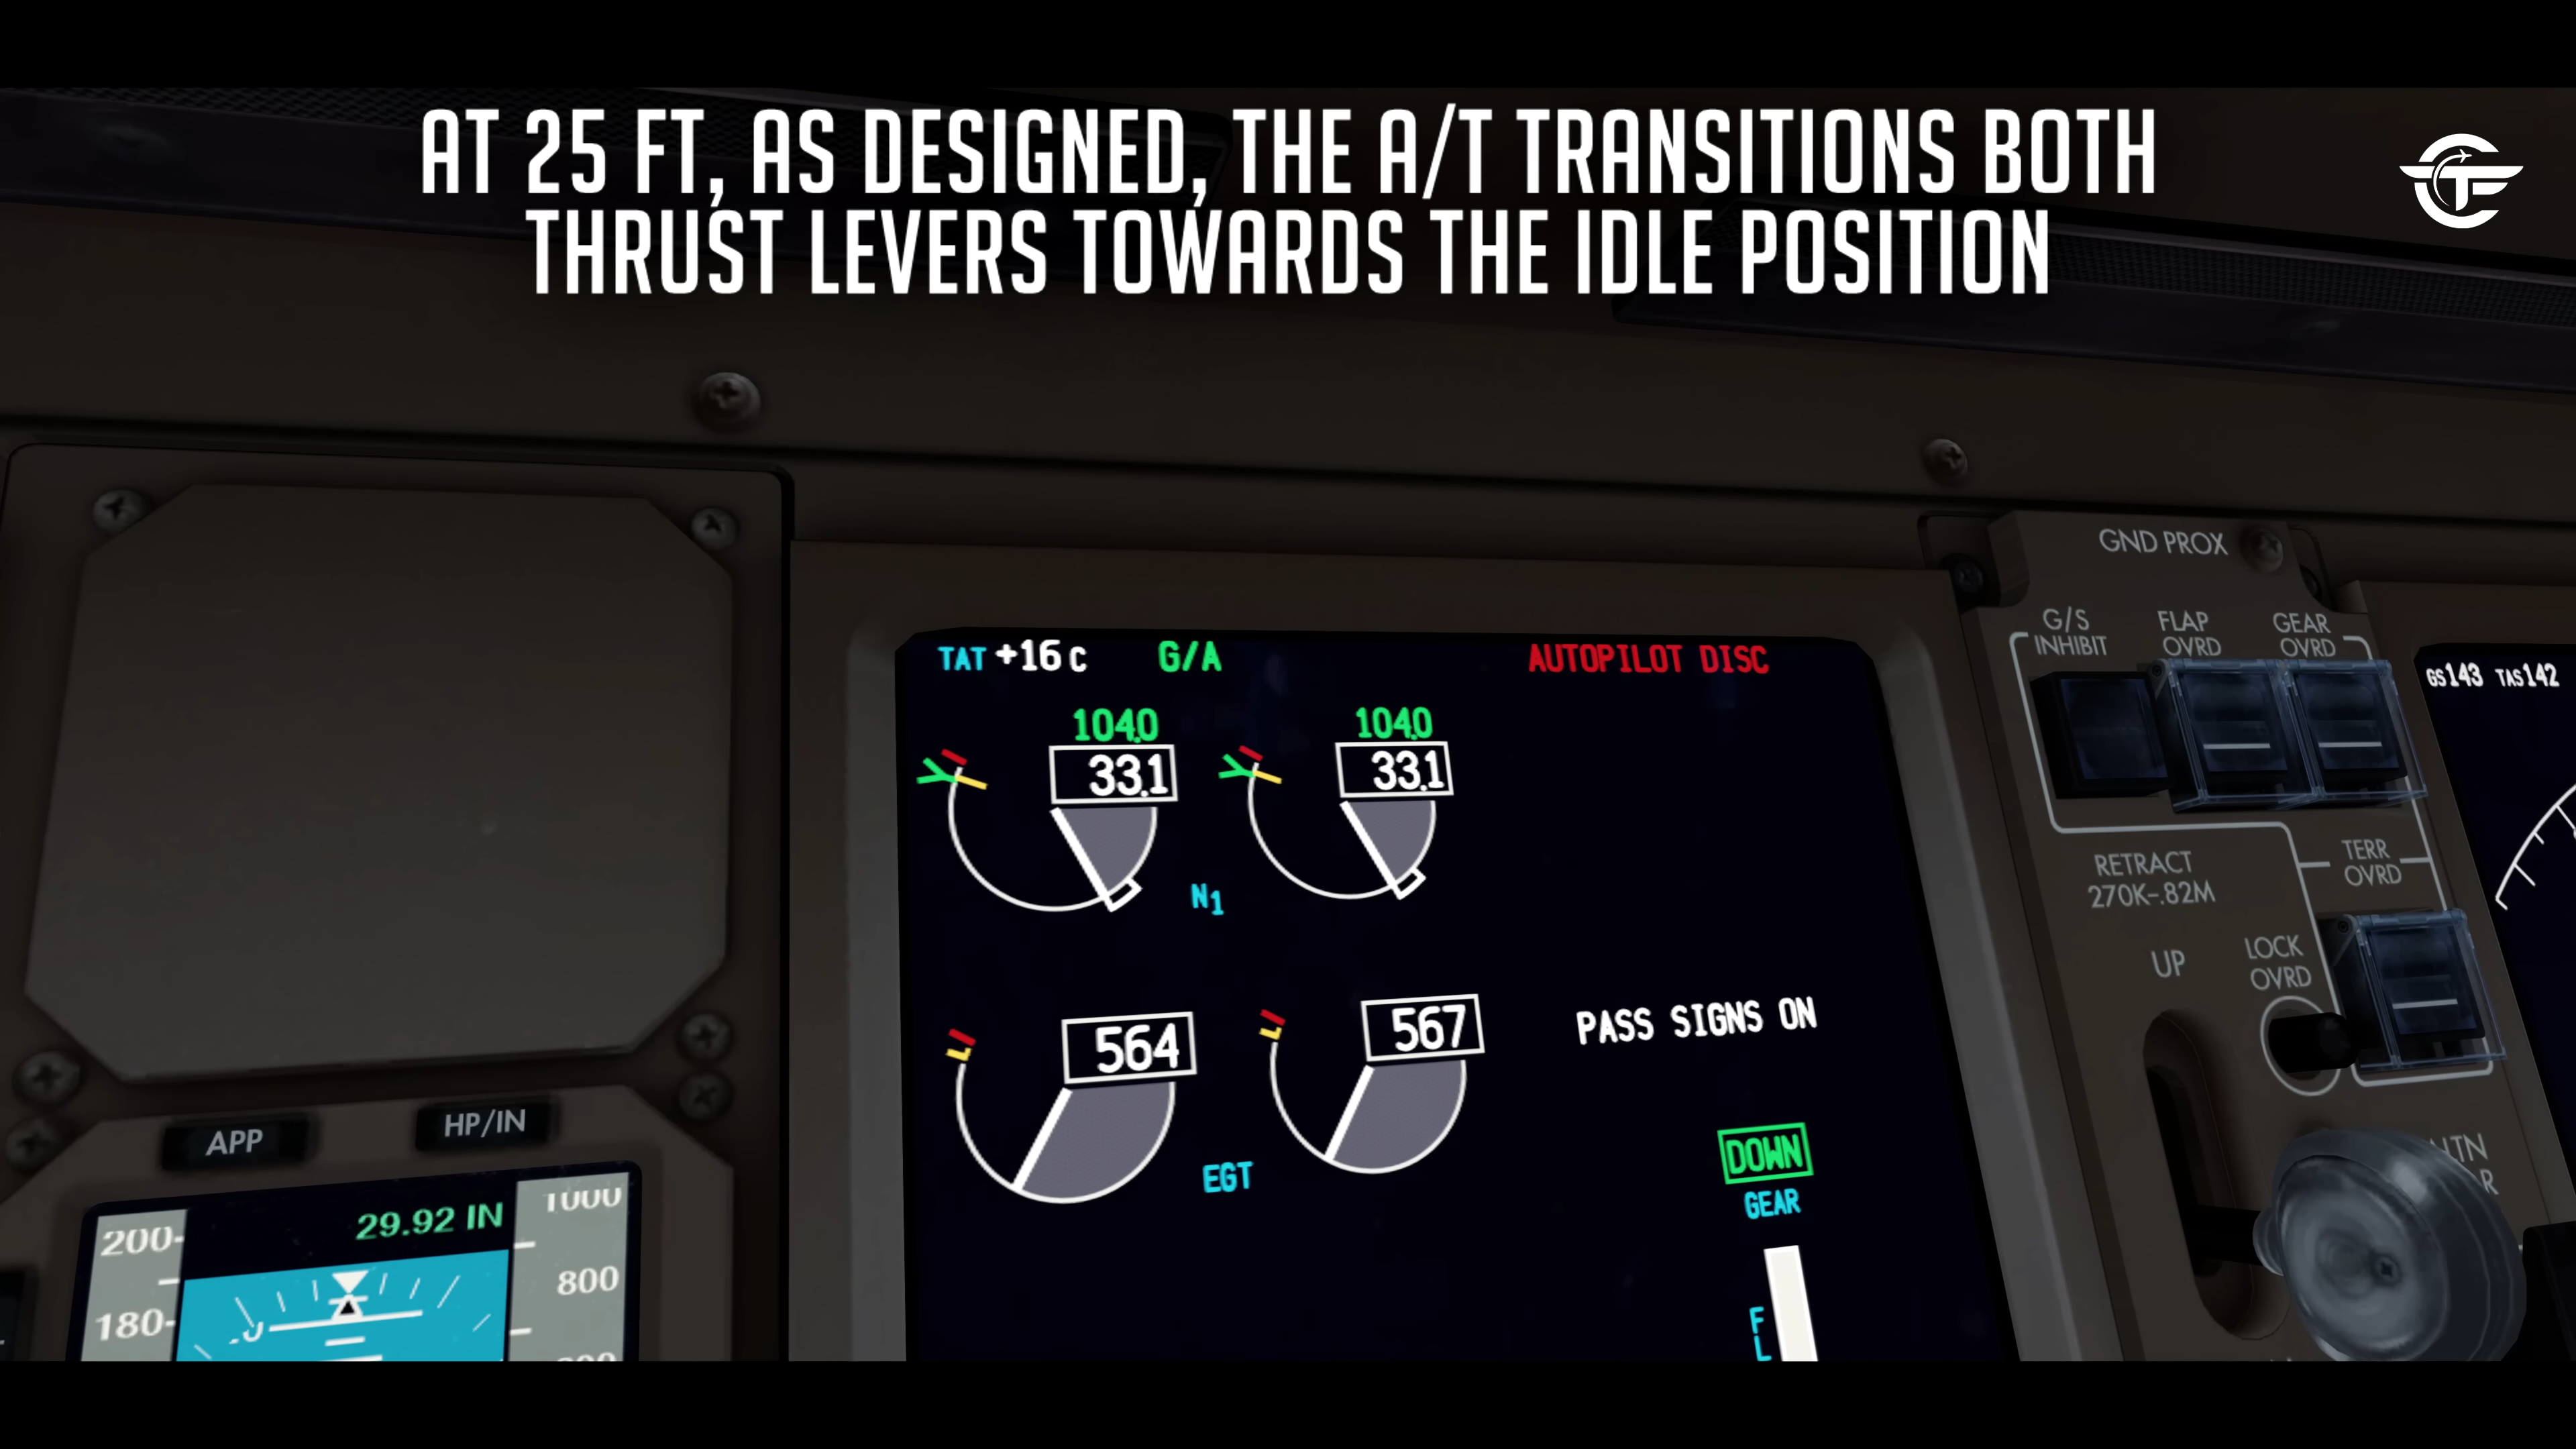 AT 25 FT, AS DESIGNED, THE A/T TRANSITIONS BOTH
THRUST LEVERS TOWARDS THE IDLE POSITION
GND PROX
G/S INHIBIT
FLAP OVRD
GEAR OVRD
TAT +16 C
G/A
AUTOPILOT DISC
GS143 TAS142
104.0
104.0
33.1
33.1
N1
RETRACT
270K-.82M
TERR
OVRD
UP
LOCK
OVRD
564
567
EGT
PASS SIGNS ON
DOWN
GEAR
APP
HP/IN
29.92 IN
200
180
1000
800
F
L